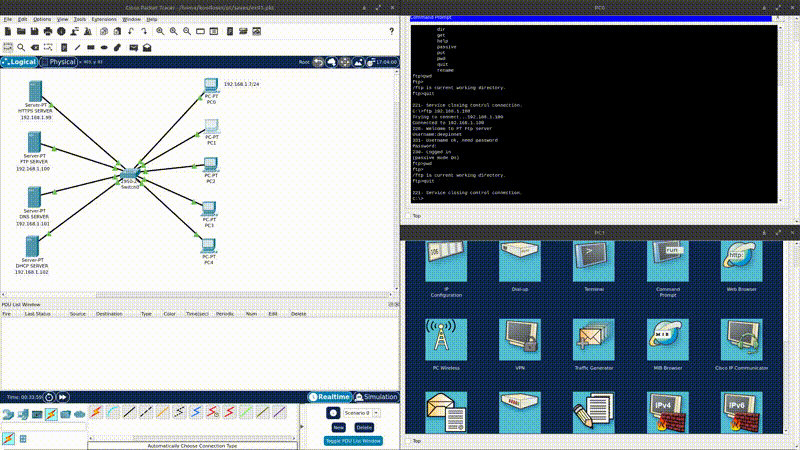 Cisco Packet Tracer
PC0
File Edit Options View Tools Extensions Window Help
Command Prompt
dir
get
help
passive
put
pwd
quit
rename
ftp>pwd
ftp>
/ftp is current working directory.
ftp>quit
221- Service closing control connection.
C:\>ftp 192.168.1.100
Trying to connect...192.168.1.100
Connected to 192.168.1.100
220- Welcome to PT Ftp server
331- Username ok, need password
Password:
230- Logged in
(passive mode On)
ftp>pwd
ftp>
/ftp is current working directory.
ftp>quit
221- Service closing control connection.
C:\>
Top
Logical
Physical
Root
17:04:00
Server-PT
HTTPS SERVER
192.168.1.99
Server-PT
FTP SERVER
192.168.1.100
Server-PT
DNS SERVER
192.168.1.101
Server-PT
DHCP SERVER
192.168.1.102
Switch0
PC-PT
PC0
192.168.1.7/24
PC-PT
PC1
PC-PT
PC2
PC-PT
PC3
PC-PT
PC4
PC1
IP
Configuration
Dial-up
Terminal
run
Command
Prompt
http:
Web Browser
PC Wireless
VPN
Traffic Generator
MIB
MIB Browser
Cisco IP Communicator
IPv4
IPv6
Top
PDU List Window
Fire Last Status Source Destination Type Color Time(sec) Periodic Num Edit Delete
Time: 00:33:59
Realtime
Simulation
Scenario 0
New
Delete
Toggle PDU List Window
Automatically Choose Connection Type